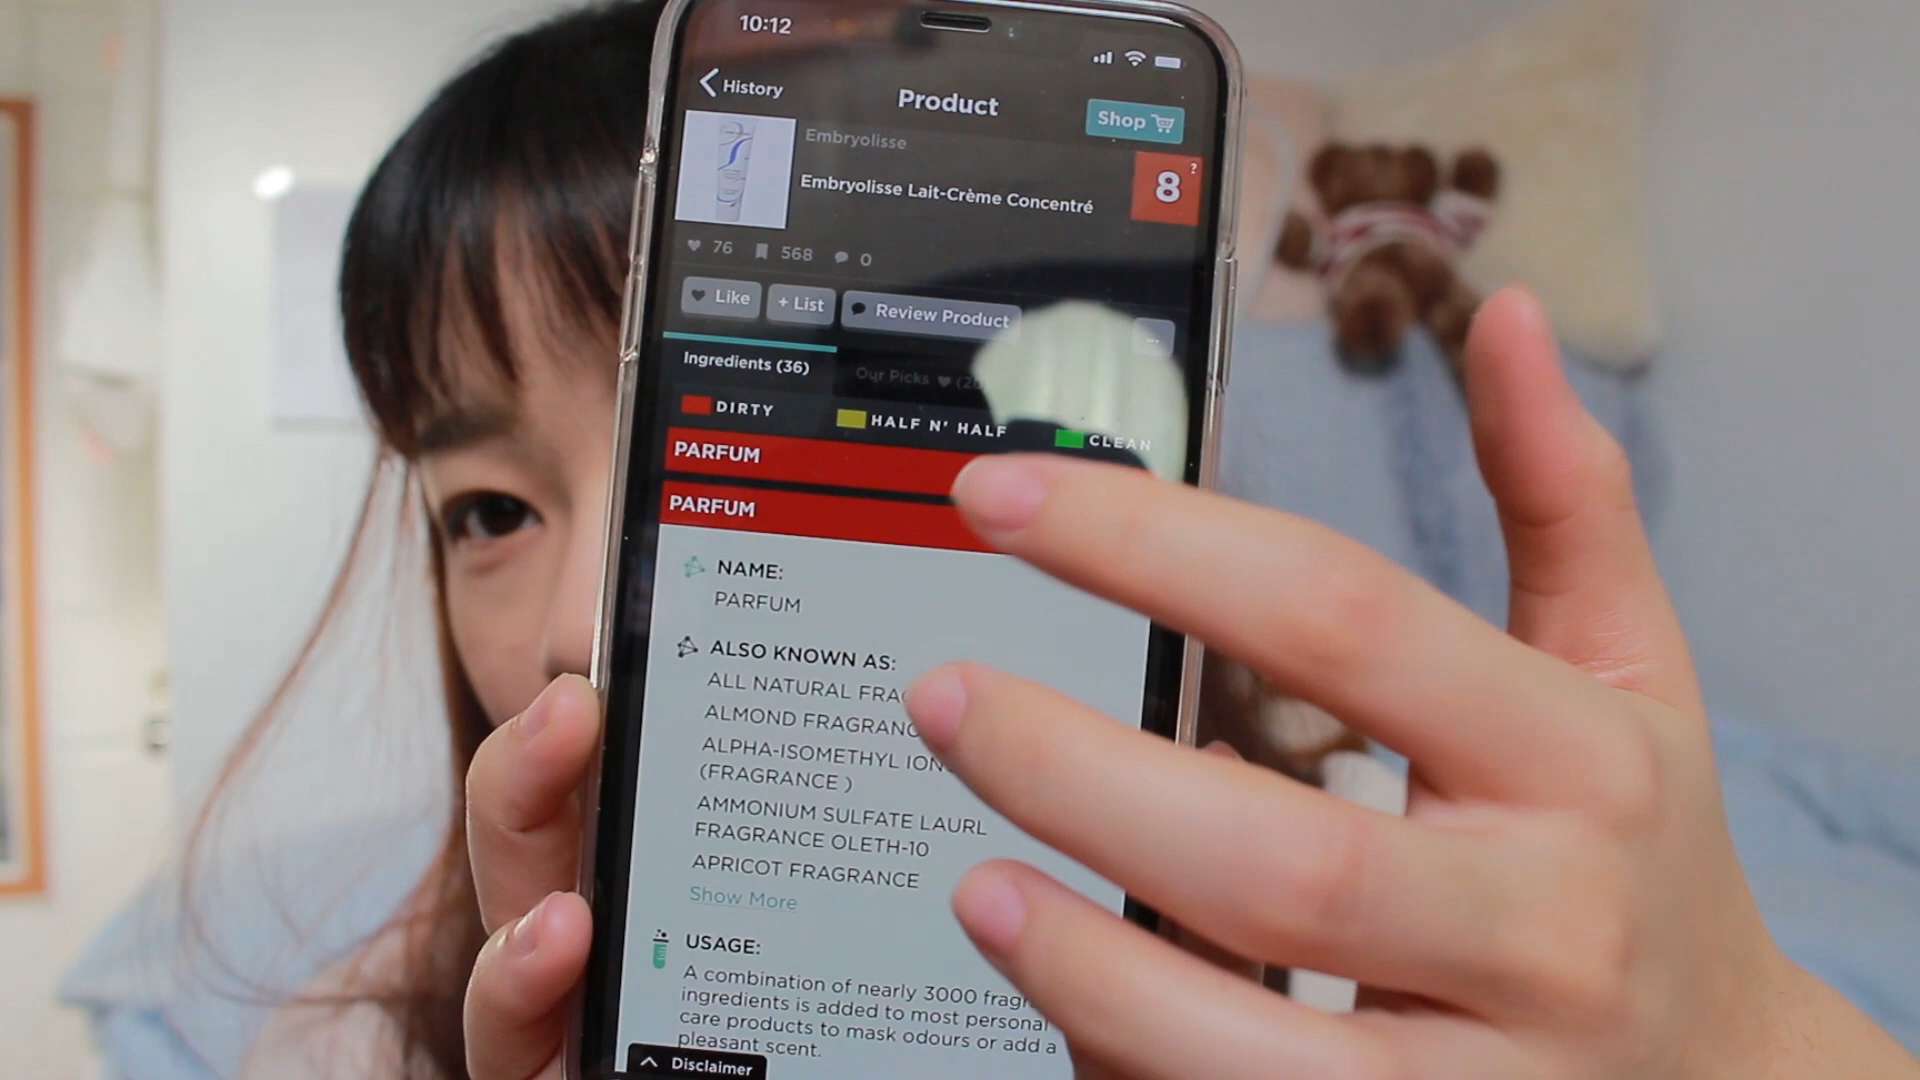 10:12
History
Product
Shop
Embryolisse
Embryolisse Lait-Crème Concentré
8
?
76
568
0
Like
+ List
Review Product
...
Ingredients (36)
Our Picks
DIRTY
HALF N' HALF
CLEAN
PARFUM
PARFUM
NAME:
PARFUM
ALSO KNOWN AS:
ALL NATURAL
ALMOND
ALPHA-ISOMETHYL
(FRAGRANCE )
AMMONIUM SULFATE LAURL
FRAGRANCE OLETH-10
APRICOT FRAGRANCE
Show More
USAGE:
A combination of nearly 3000
ingredients is added to most personal
care products to mask odours or add a
pleasant scent.
Disclaimer